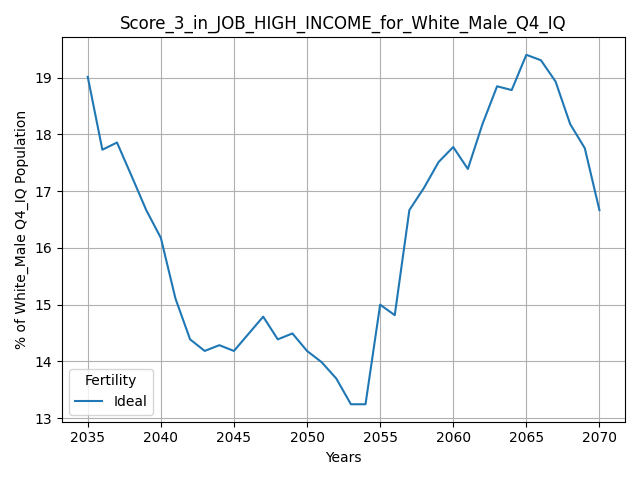 Score_3_in_JOB_HIGH_INCOME_for_White_Male_Q4_IQ
% of White_Male Q4_IQ Population
19
18
17
16
15
14
13
Fertility
Ideal
2035 2040 2045 2050 2055 2060 2065 2070
Years